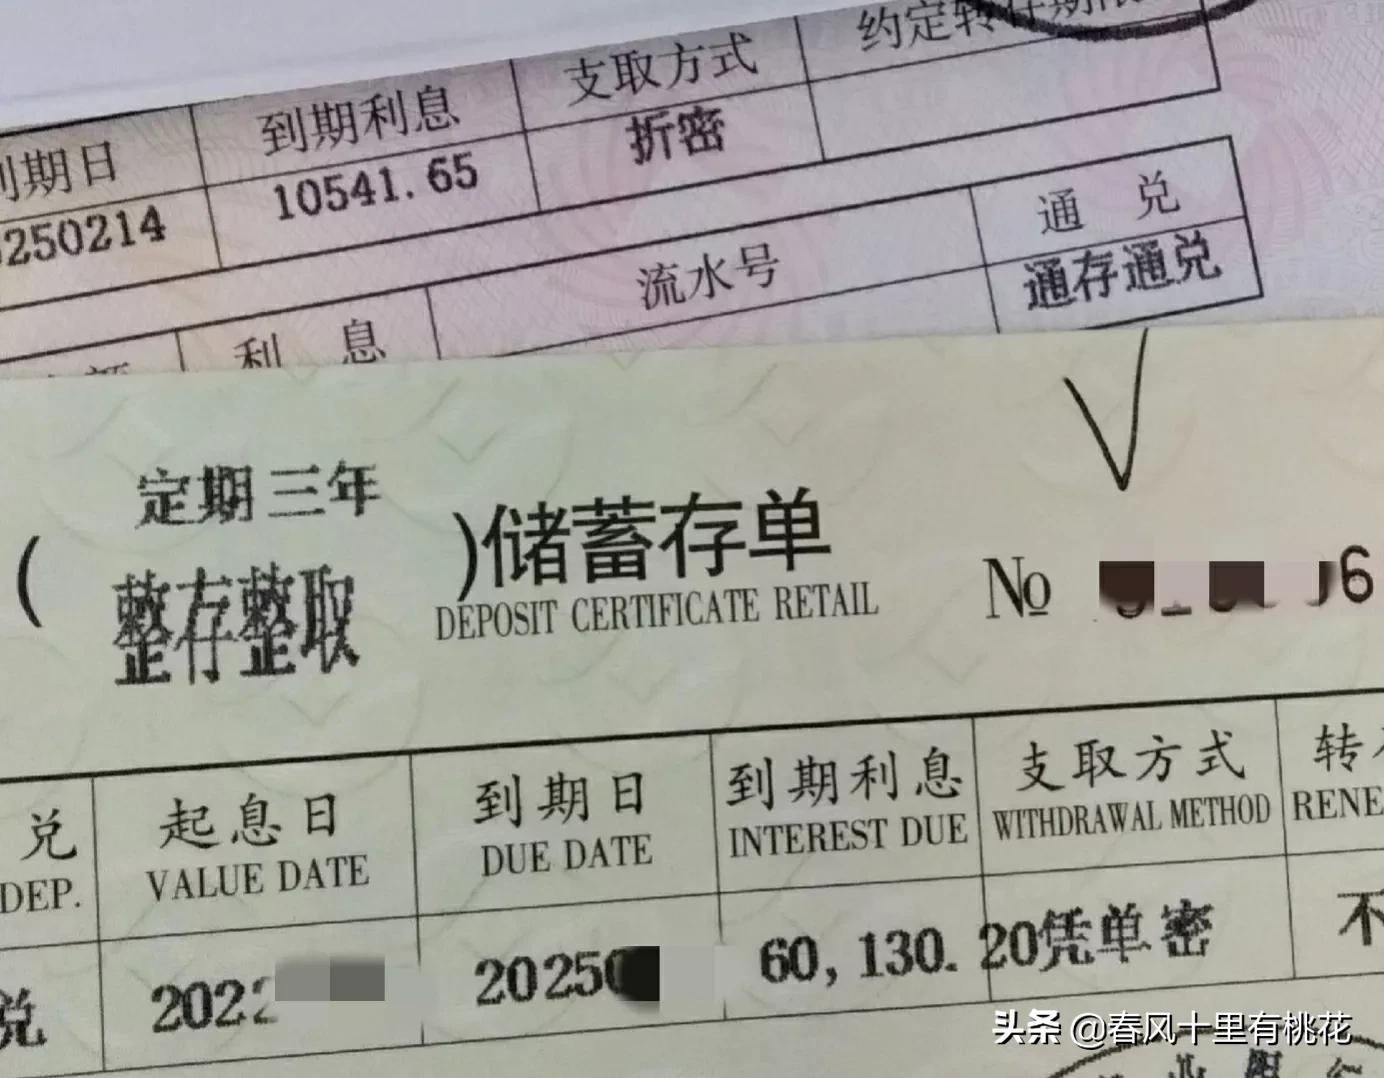 到期日 到期利息 支取方式 约定转存期限
250214 10541.65 折密
流水号 通 兑
通存通兑
利 息
定期三年
( )储蓄存单
整存整取
DEPOSIT CERTIFICATE RETAIL
№ 6
兑 起息日 到期日 到期利息 支取方式 转
DEP. VALUE DATE DUE DATE INTEREST DUE WITHDRAWAL METHOD RENE
兑 2022 2025 60,130.20 凭单密 不
头条 @春风十里有桃花